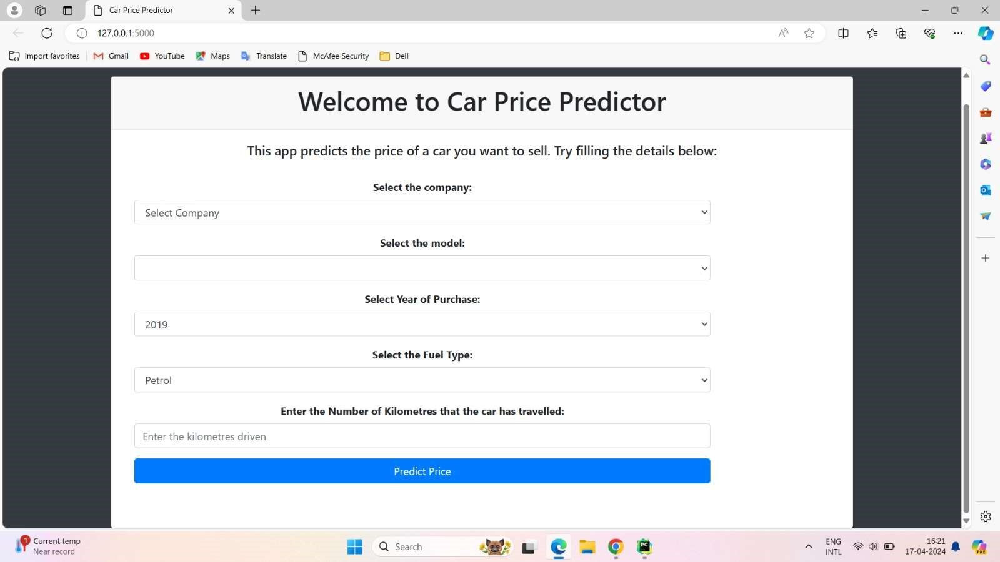 Car Price Predictor
127.0.0.1:5000
Import favorites
Gmail
YouTube
Maps
Translate
McAfee Security
Dell
Welcome to Car Price Predictor
This app predicts the price of a car you want to sell. Try filling the details below:
Select the company:
Select Company
Select the model:
Select Year of Purchase:
2019
Select the Fuel Type:
Petrol
Enter the Number of Kilometres that the car has travelled:
Enter the kilometres driven
Predict Price
1
Current temp
Near record
Search
PC
ENG
INTL
16:21
17-04-2024
PRE